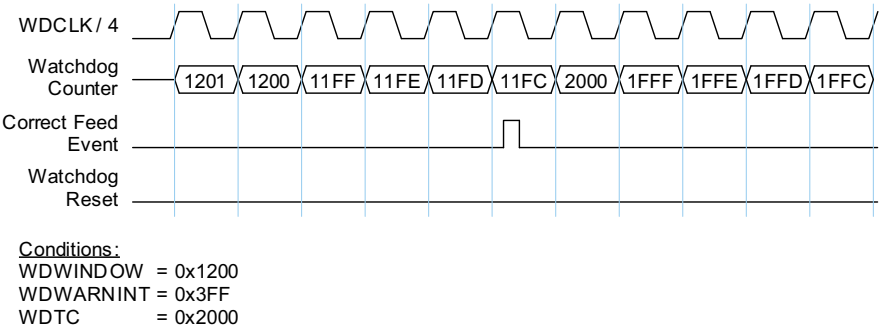 WDCLK / 4
Watchdog
Counter
1201 1200 11FF 11FE 11FD 11FC 2000 1FFF 1FFE 1FFD 1FFC
Correct Feed
Event
Watchdog
Reset
Conditions:
WDWINDOW = 0x1200
WDWARNINT = 0x3FF
WDTC = 0x2000